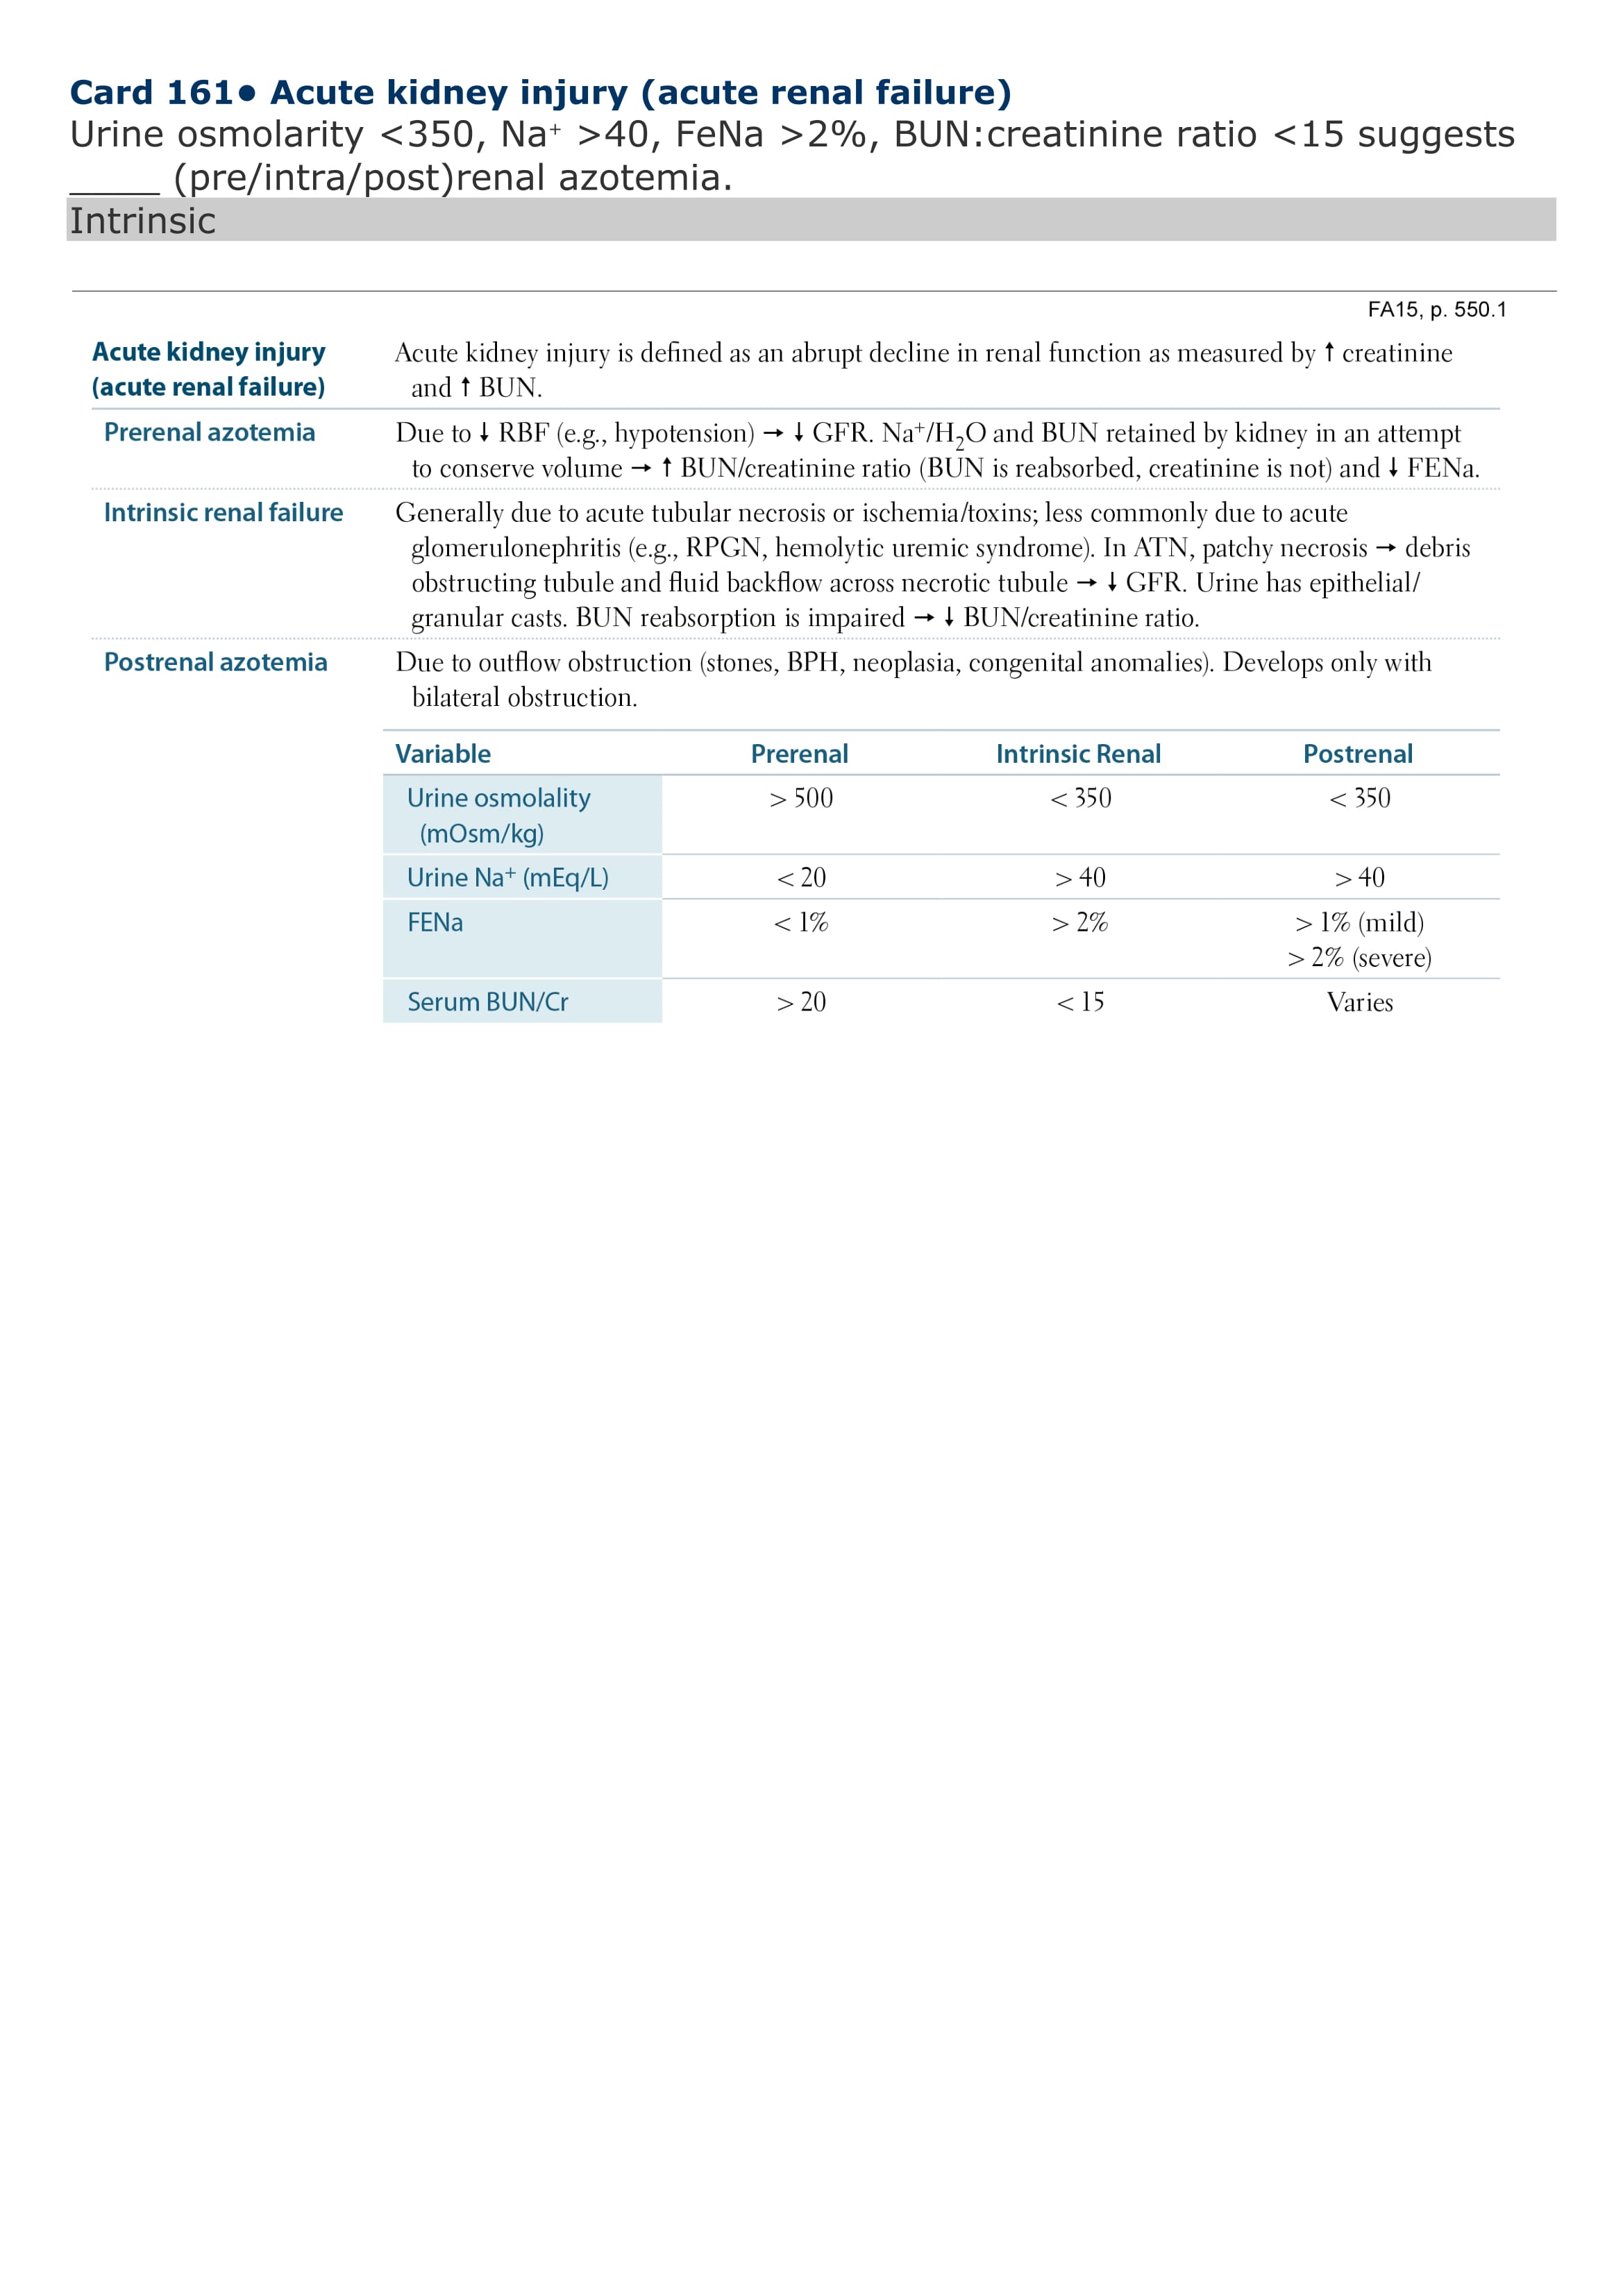 Card 161• Acute kidney injury (acute renal failure)
Urine osmolarity <350, Na⁺ >40, FeNa >2%, BUN:creatinine ratio <15 suggests
_____ (pre/intra/post)renal azotemia.
Intrinsic
FA15, p. 550.1
Acute kidney injury
(acute renal failure)
Acute kidney injury is defined as an abrupt decline in renal function as measured by ↑ creatinine
and ↑ BUN.
Prerenal azotemia
Due to ↓ RBF (e.g., hypotension) → ↓ GFR. Na⁺/H₂O and BUN retained by kidney in an attempt
to conserve volume → ↑ BUN/creatinine ratio (BUN is reabsorbed, creatinine is not) and ↓ FENa.
Intrinsic renal failure
Generally due to acute tubular necrosis or ischemia/toxins; less commonly due to acute
glomerulonephritis (e.g., RPGN, hemolytic uremic syndrome). In ATN, patchy necrosis → debris
obstructing tubule and fluid backflow across necrotic tubule → ↓ GFR. Urine has epithelial/
granular casts. BUN reabsorption is impaired → ↓ BUN/creatinine ratio.
Postrenal azotemia
Due to outflow obstruction (stones, BPH, neoplasia, congenital anomalies). Develops only with
bilateral obstruction.
Variable Prerenal Intrinsic Renal Postrenal
Urine osmolality > 500 < 350 < 350
(mOsm/kg)
Urine Na⁺ (mEq/L) < 20 > 40 > 40
FENa < 1% > 2% > 1% (mild)
> 2% (severe)
Serum BUN/Cr > 20 < 15 Varies